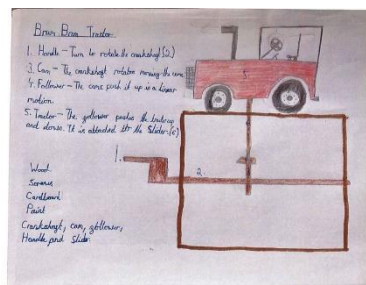 Brum Brum Tractor.
1. Handle - Turn to rotate the crankshaft (2.)
3. Cam - The crankshaft rotates moving the cam.
4. Follower - The cams push it up in a linear
motion.
5. Tractor - The follower pushes the tractor up
and down. It is attached to the slider.
Wood
Screws
Cardboard
Paint
Crankshaft, cam, follower,
Handle and slider.
1.
2.
5